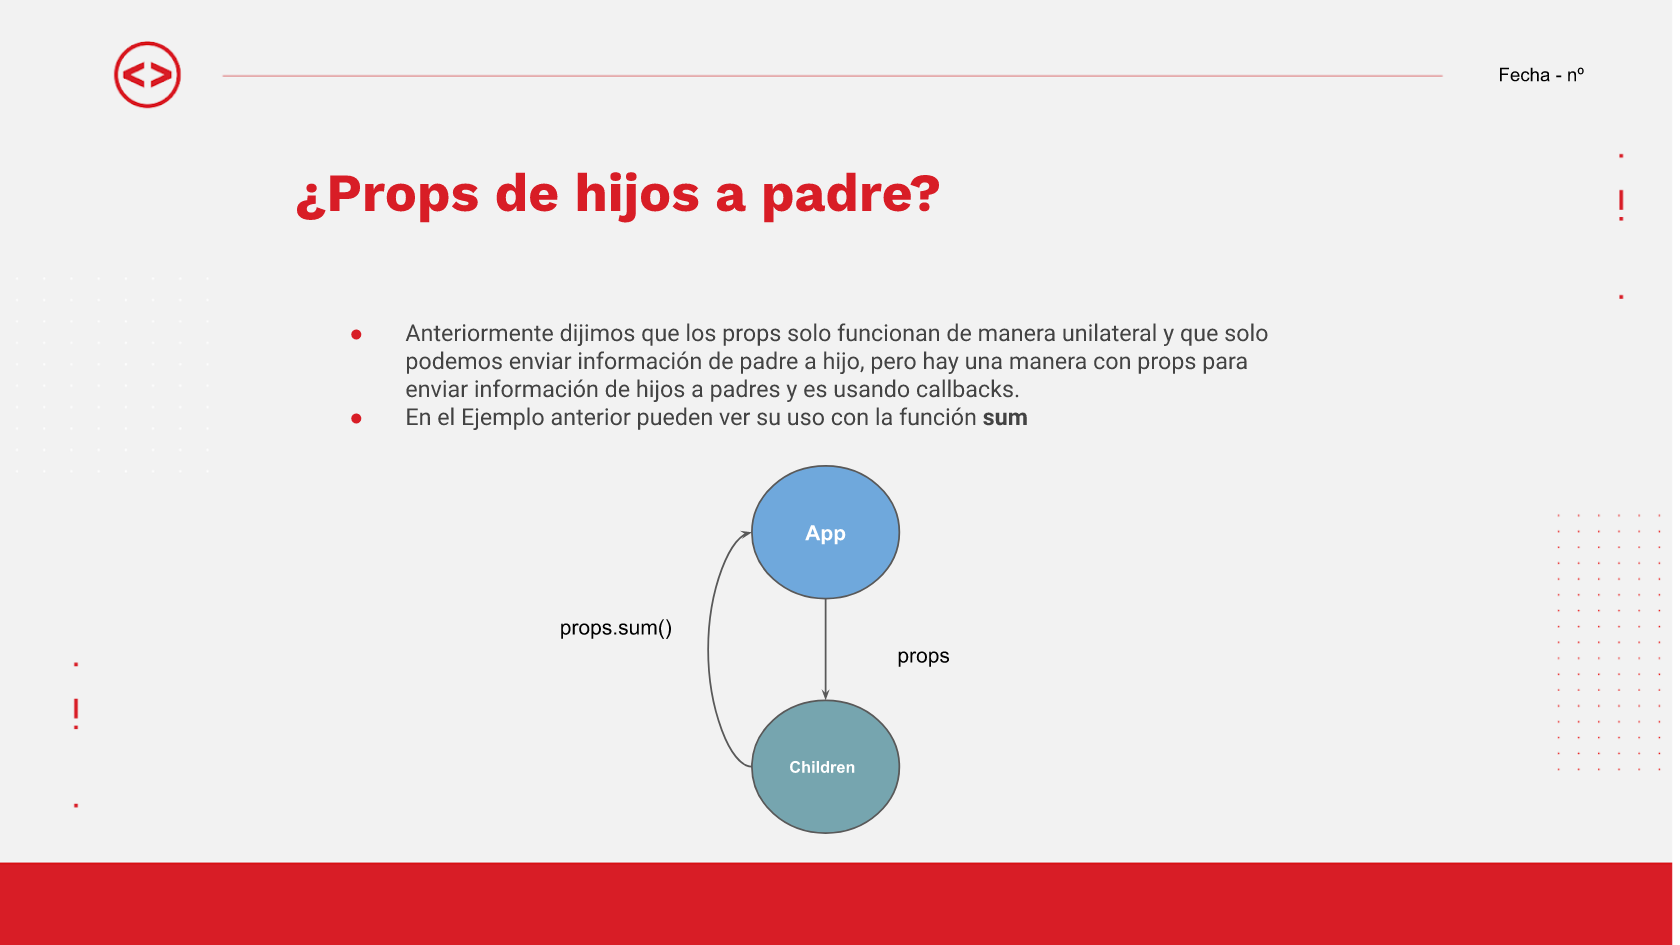 <>
Fecha - nº
¿Props de hijos a padre?
● Anteriormente dijimos que los props solo funcionan de manera unilateral y que solo
podemos enviar información de padre a hijo, pero hay una manera con props para
enviar información de hijos a padres y es usando callbacks.
● En el Ejemplo anterior pueden ver su uso con la función sum
App
props.sum()
props
Children